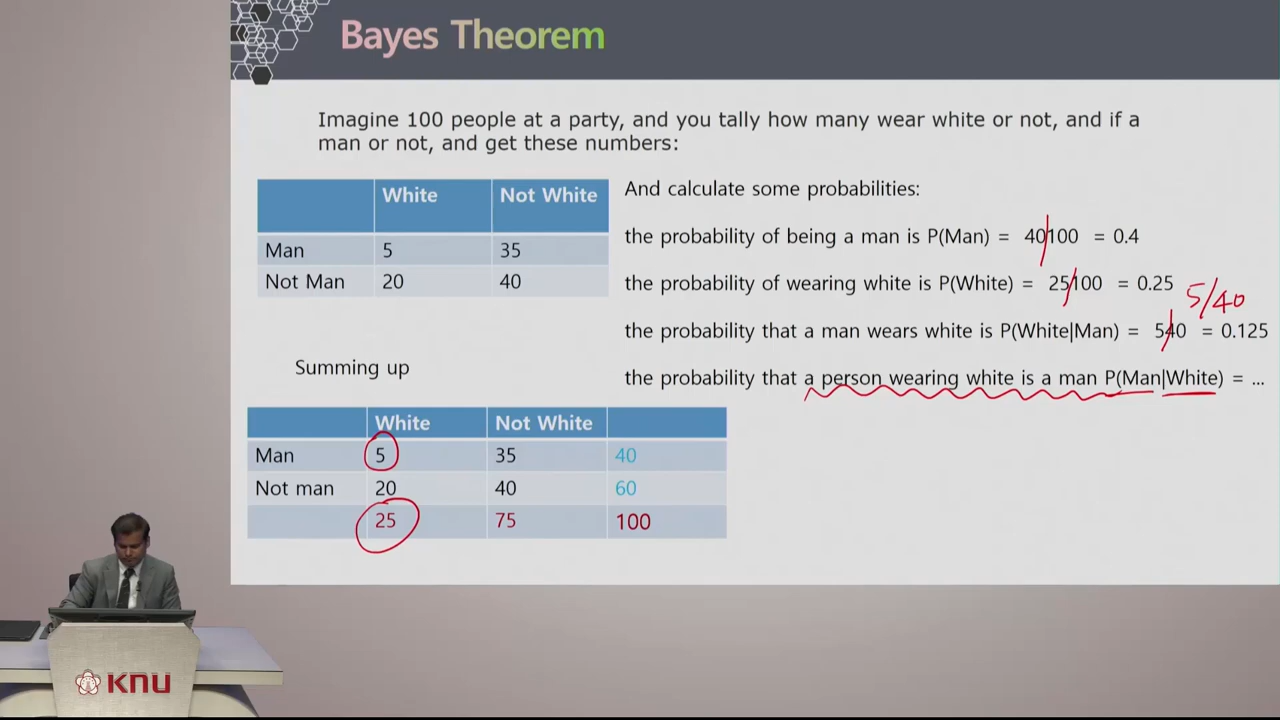 Bayes Theorem
Imagine 100 people at a party, and you tally how many wear white or not, and if a
man or not, and get these numbers:
White Not White
Man 5 35
Not Man 20 40
And calculate some probabilities:
the probability of being a man is P(Man) = 40/100 = 0.4
the probability of wearing white is P(White) = 25/100 = 0.25
5/40
the probability that a man wears white is P(White|Man) = 5/40 = 0.125
the probability that a person wearing white is a man P(Man|White) = ...
Summing up
White Not White
Man 5 35 40
Not man 20 40 60
25 75 100
KNU